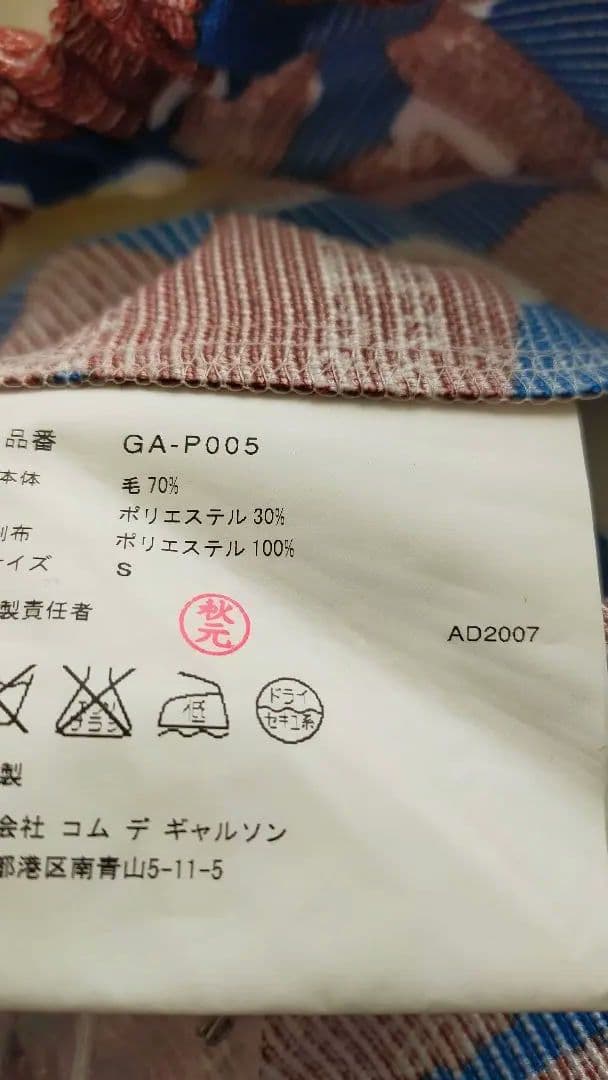 品番 GA-P005
本体 毛 70%
ポリエステル 30%
別布 ポリエステル 100%
イズ S
製責任者 秋元
AD2007
低 ドライ セキユ系
製
会社 コム デ ギャルソン
都港区南青山5-11-5